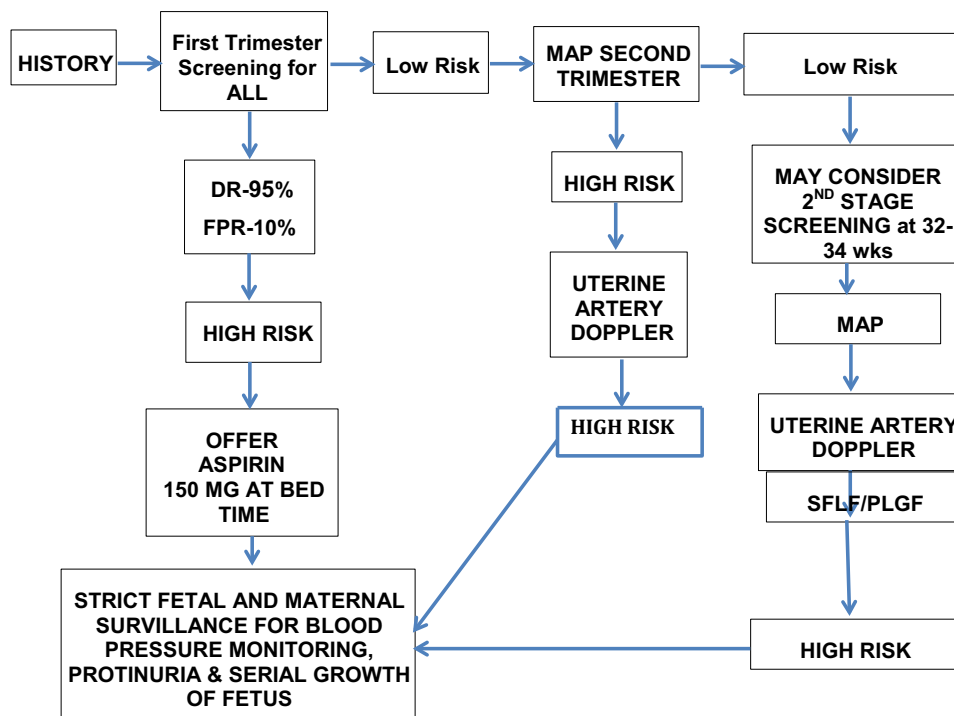 HISTORY
First Trimester
Screening for
ALL
Low Risk
MAP SECOND
TRIMESTER
Low Risk
DR-95%
FPR-10%
HIGH RISK
MAY CONSIDER
2ND STAGE
SCREENING at 32-
34 wks
HIGH RISK
UTERINE
ARTERY
DOPPLER
MAP
OFFER
ASPIRIN
150 MG AT BED
TIME
HIGH RISK
UTERINE ARTERY
DOPPLER
SFLF/PLGF
STRICT FETAL AND MATERNAL
SURVILLANCE FOR BLOOD
PRESSURE MONITORING,
PROTINURIA & SERIAL GROWTH
OF FETUS
HIGH RISK